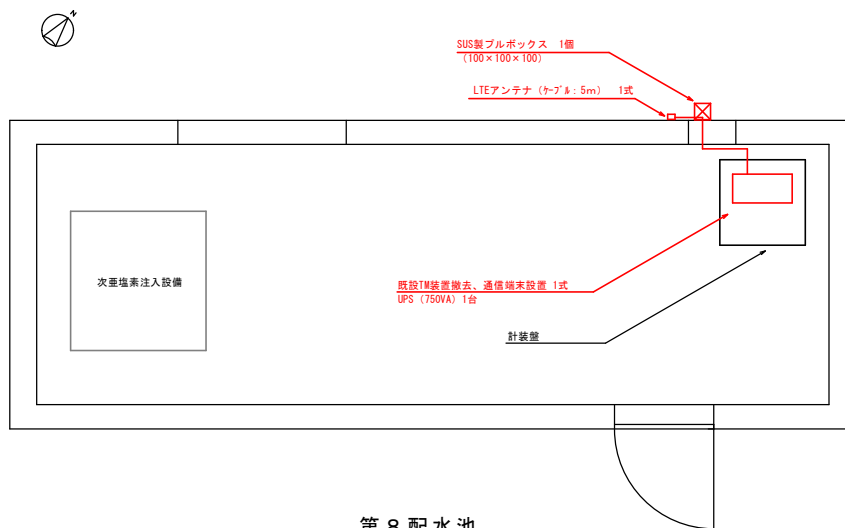 N
SUS製プルボックス 1個
(100×100×100)
LTEアンテナ (ｹｰﾌﾞﾙ：5m) 1式
次亜塩素注入設備
既設TM装置撤去、通信端末設置 1式
UPS (750VA) 1台
計装盤
第８配水池